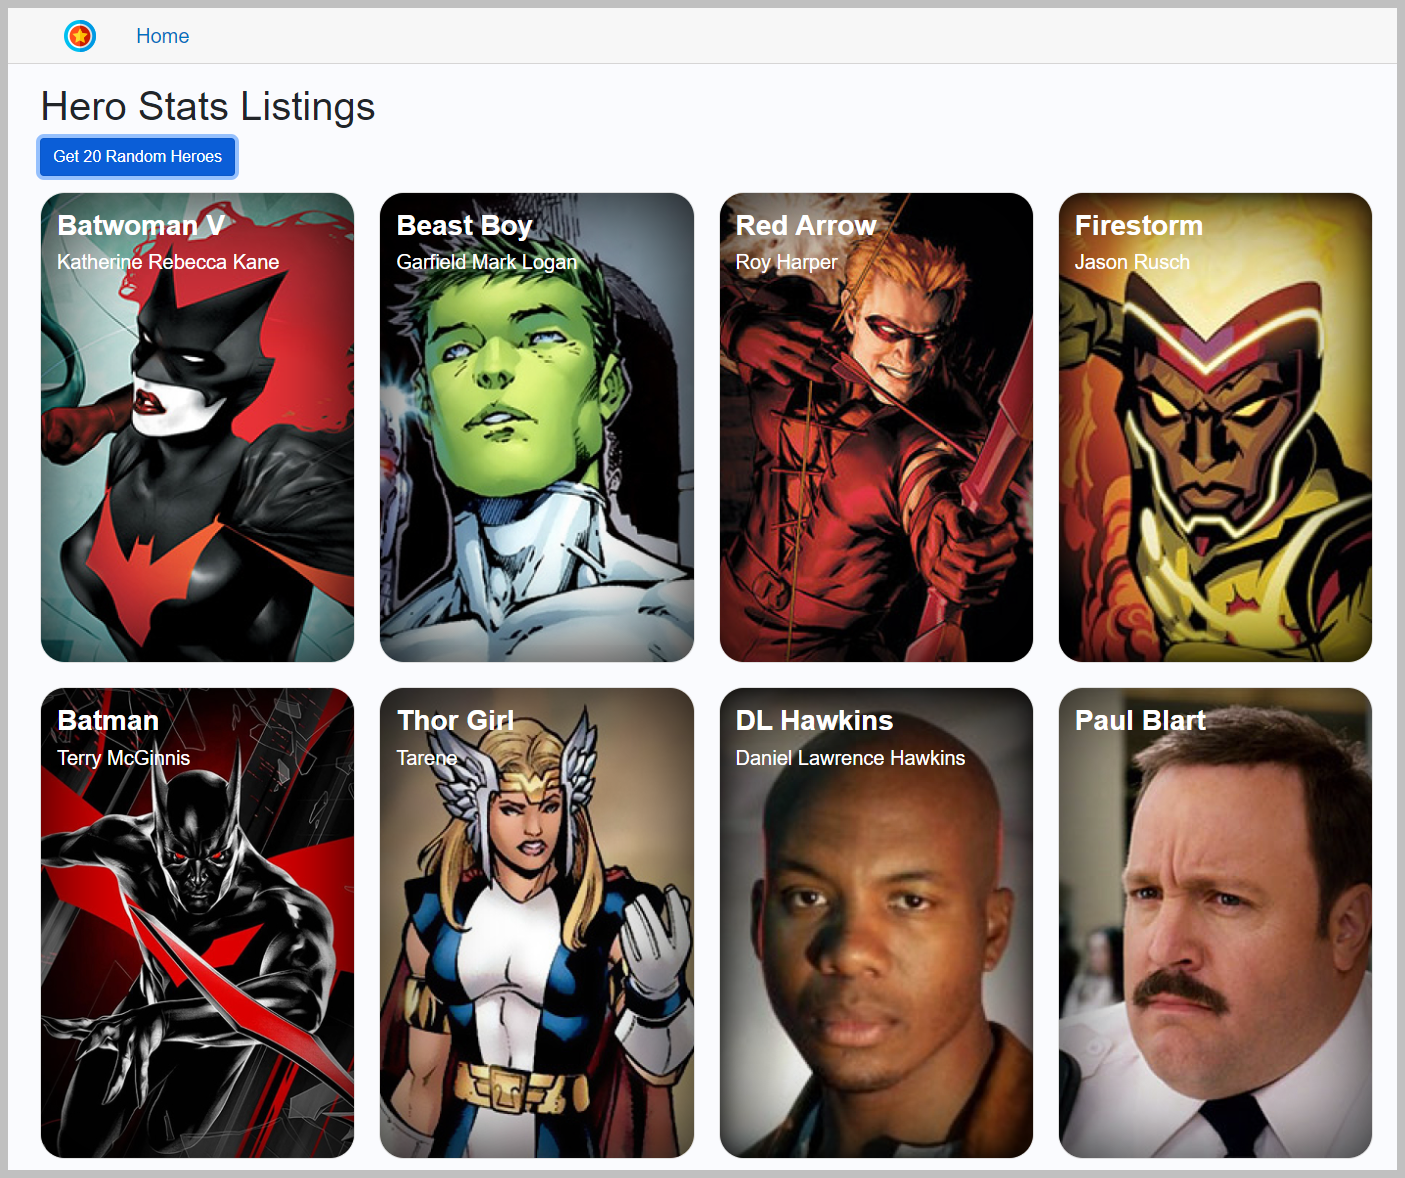 Home
Hero Stats Listings
Get 20 Random Heroes
Batwoman V
Katherine Rebecca Kane
Beast Boy
Garfield Mark Logan
Red Arrow
Roy Harper
Firestorm
Jason Rusch
Batman
Terry McGinnis
Thor Girl
Tarene
DL Hawkins
Daniel Lawrence Hawkins
Paul Blart